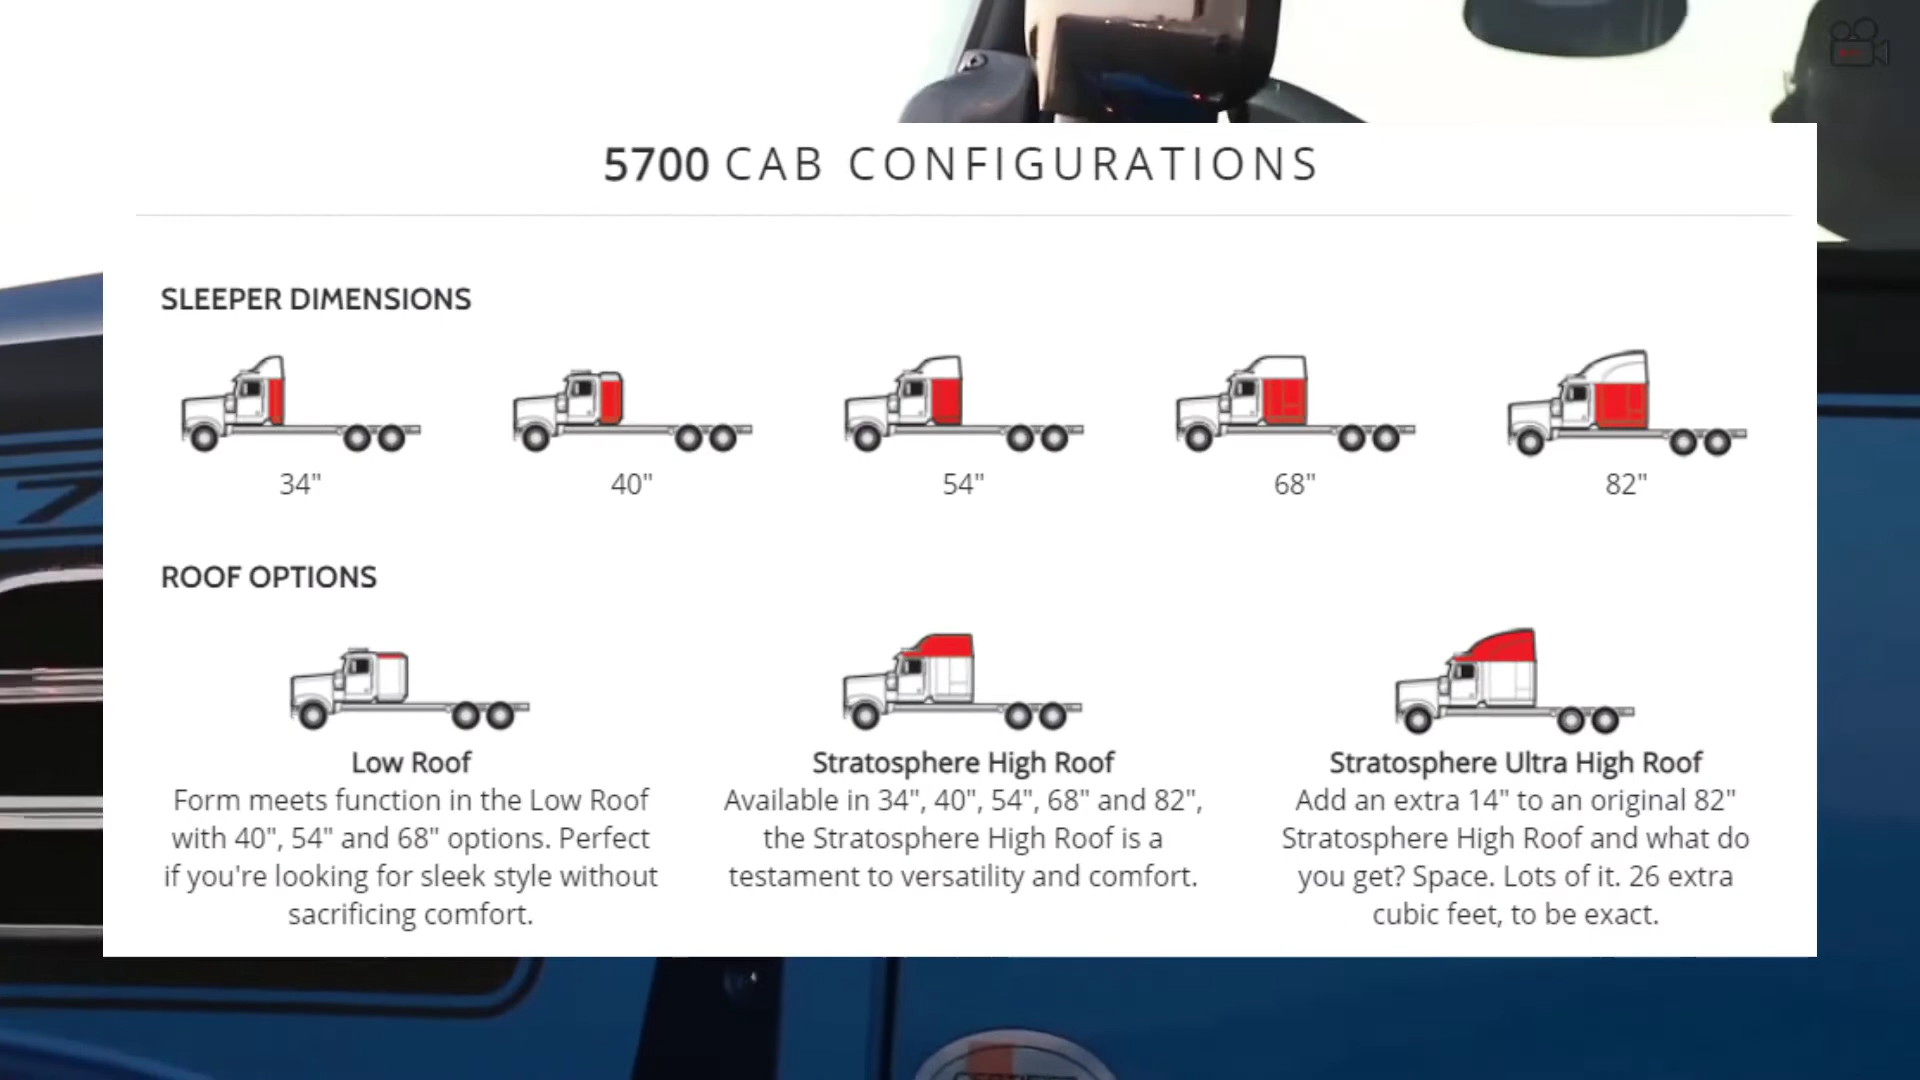 5700 CAB CONFIGURATIONS
SLEEPER DIMENSIONS
34"
40"
54"
68"
82"
ROOF OPTIONS
Low Roof
Form meets function in the Low Roof
with 40", 54" and 68" options. Perfect
if you're looking for sleek style without
sacrificing comfort.
Stratosphere High Roof
Available in 34", 40", 54", 68" and 82",
the Stratosphere High Roof is a
testament to versatility and comfort.
Stratosphere Ultra High Roof
Add an extra 14" to an original 82"
Stratosphere High Roof and what do
you get? Space. Lots of it. 26 extra
cubic feet, to be exact.